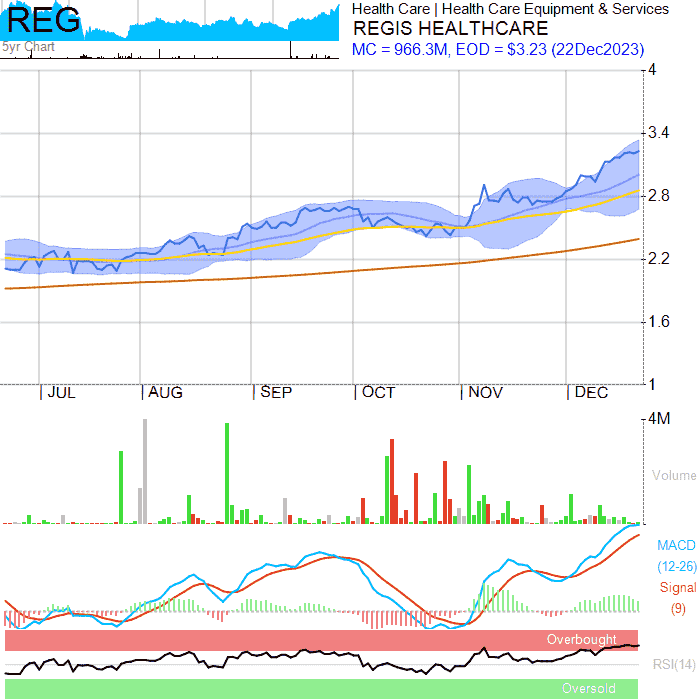 REG
5yr Chart
Health Care | Health Care Equipment & Services
REGIS HEALTHCARE
MC = 966.3M, EOD = $3.23 (22Dec2023)
4
3.4
2.8
2.2
1.6
1
| JUL | AUG | SEP | OCT | NOV | DEC
4M
Volume
MACD
(12-26)
Signal
(9)
Overbought
RSI(14)
Oversold